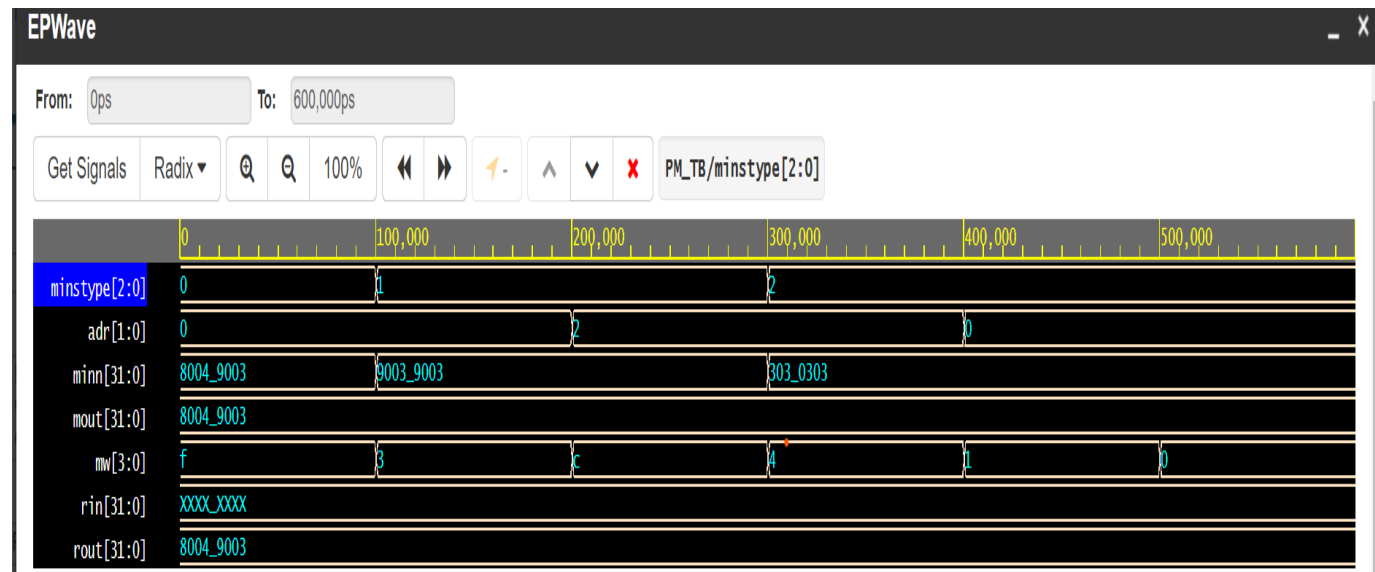 EPWave
From: 0ps To: 600,000ps
Get Signals Radix 100% - PM_TB/minstype[2:0]
0 100,000 200,000 300,000 400,000 500,000
minstype[2:0] 0 1 2
adr[1:0] 0 2 0
minn[31:0] 8004_9003 9003_9003 303_0303
mout[31:0] 8004_9003
mw[3:0] f 3 c 4 1 0
rin[31:0] XXXX_XXXX
rout[31:0] 8004_9003